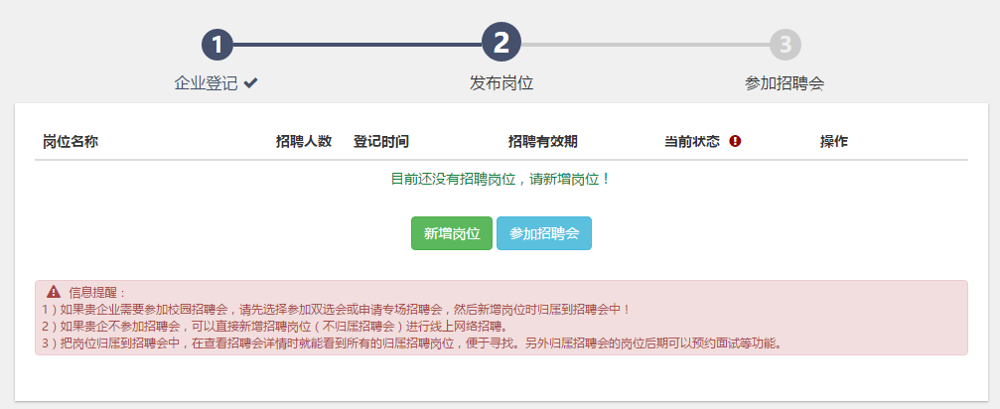 1 2 3
企业登记 发布岗位 参加招聘会
岗位名称 招聘人数 登记时间 招聘有效期 当前状态 操作
目前还没有招聘岗位，请新增岗位！
新增岗位 参加招聘会
信息提醒：
1）如果贵企业需要参加校园招聘会，请先选择参加双选会或申请专场招聘会，然后新增岗位时归属到招聘会中！
2）如果贵企不参加招聘会，可以直接新增招聘岗位（不归属招聘会）进行线上网络招聘。
3）把岗位归属到招聘会中，在查看招聘会详情时就能看到所有的归属招聘岗位，便于寻找。另外归属招聘会的岗位后期可以预约面试等功能。